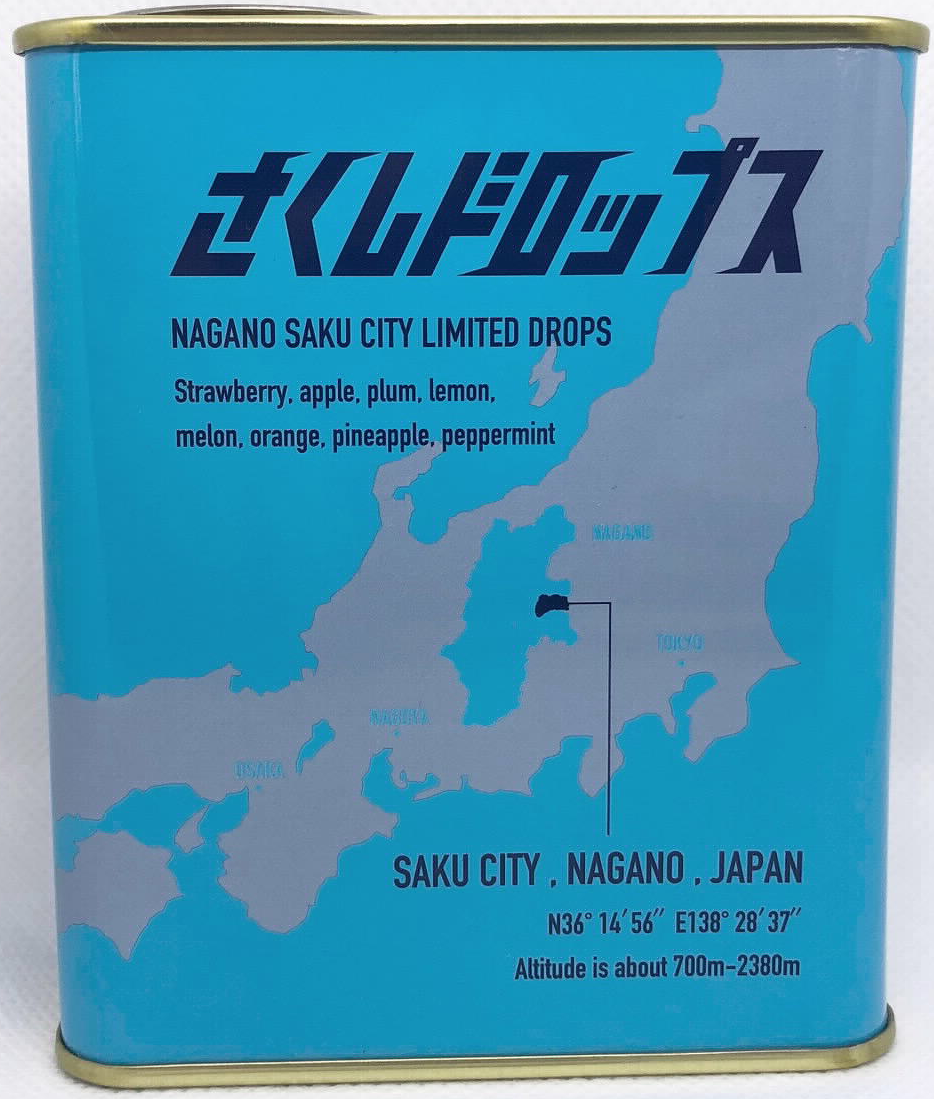 さくしドロップス
NAGANO SAKU CITY LIMITED DROPS
Strawberry, apple, plum, lemon,
melon, orange, pineapple, peppermint
NAGANO
TOKYO
NAGOYA
OSAKA
SAKU CITY , NAGANO , JAPAN
N36° 14′56″ E138° 28′37″
Altitude is about 700m–2380m